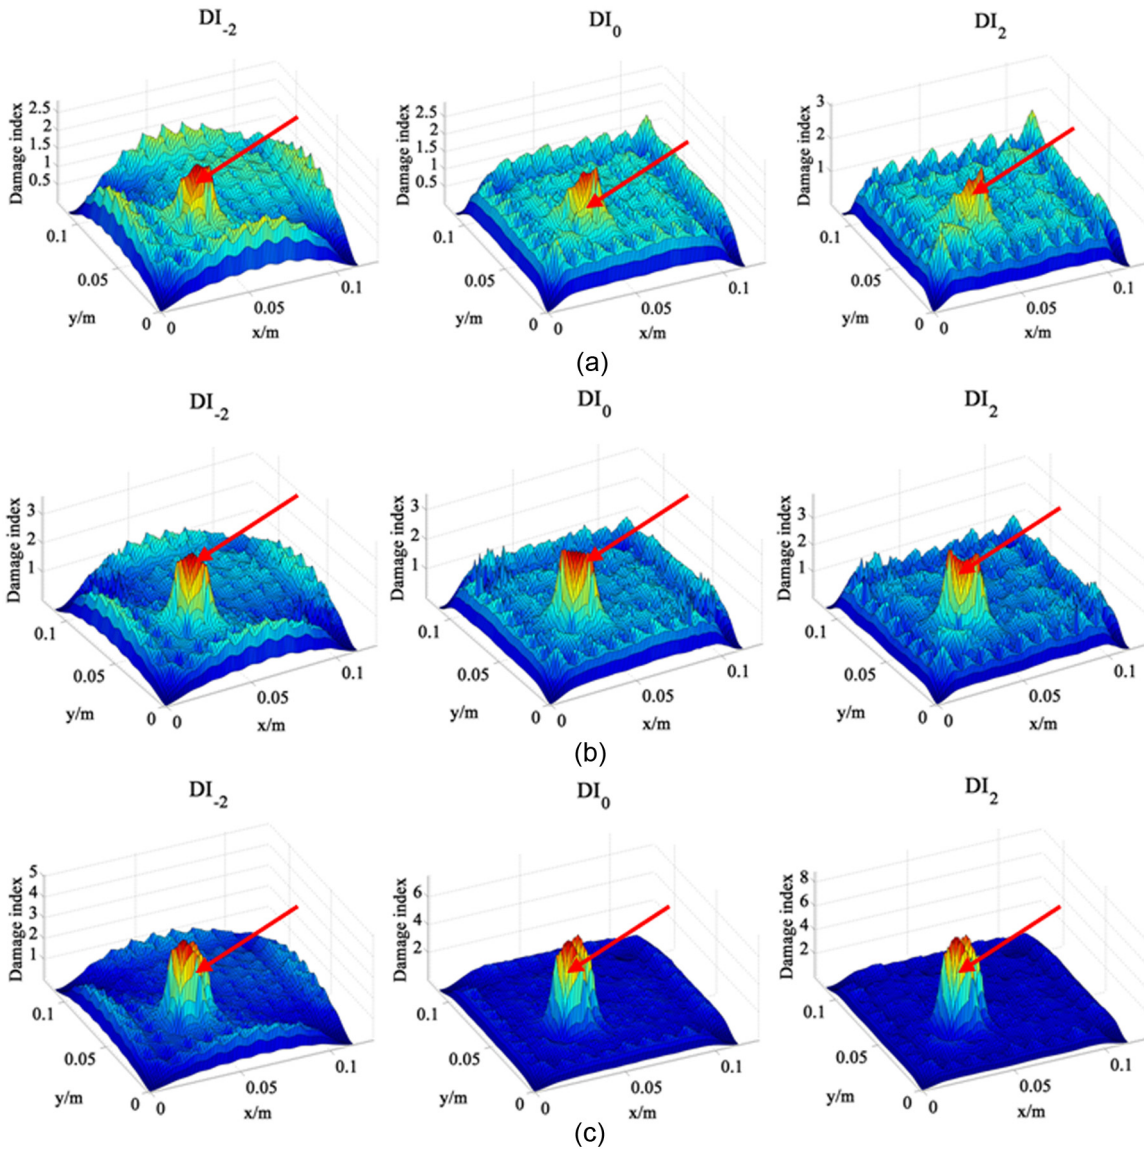 DI-2 DI0 DI2
Damage index 2.5 2 1.5 1 0.5 0.1 0.05 0 y/m 0 0.05 0.1 x/m
Damage index 2.5 2 1.5 1 0.5 0.1 0.05 0 y/m 0 0.05 0.1 x/m
Damage index 3 2 1 0.1 0.05 0 y/m 0 0.05 0.1 x/m
(a)
DI-2 DI0 DI2
Damage index 3 2 1 0.1 0.05 0 y/m 0 0.05 0.1 x/m
Damage index 3 2 1 0.1 0.05 0 y/m 0 0.05 0.1 x/m
Damage index 3 2 1 0.1 0.05 0 y/m 0 0.05 0.1 x/m
(b)
DI-2 DI0 DI2
Damage index 5 4 3 2 1 0.1 0.05 0 y/m 0 0.05 0.1 x/m
Damage index 6 4 2 0.1 0.05 0 y/m 0 0.05 0.1 x/m
Damage index 8 6 4 2 0.1 0.05 0 y/m 0 0.05 0.1 x/m
(c)